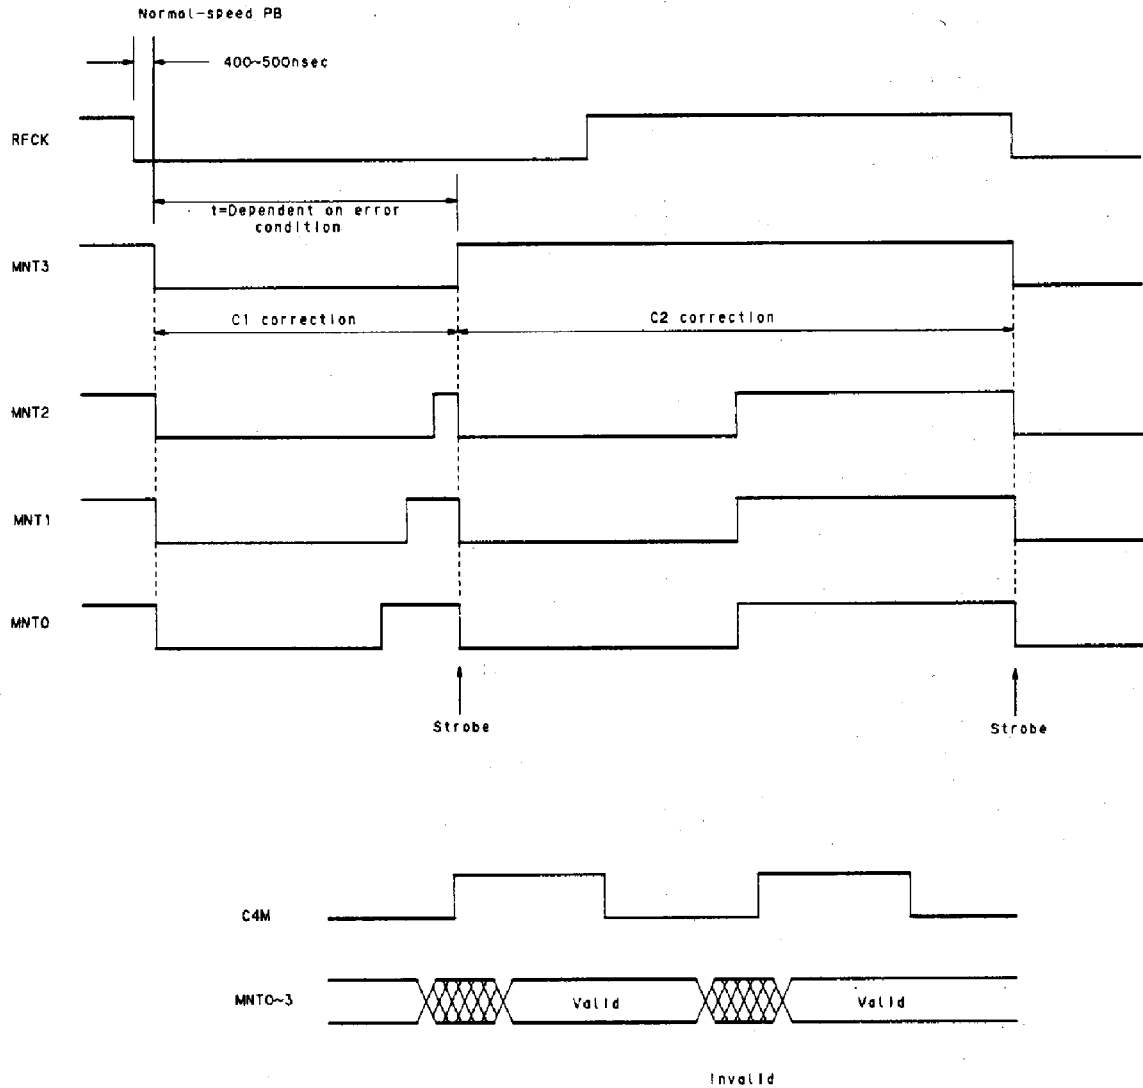 Normal-speed PB
400~500nsec
RFCK
t=Dependent on error
condition
MNT3
C1 correction
C2 correction
MNT2
MNT1
MNT0
Strobe
Strobe
C4M
MNT0~3
Valid
Valid
Invalid